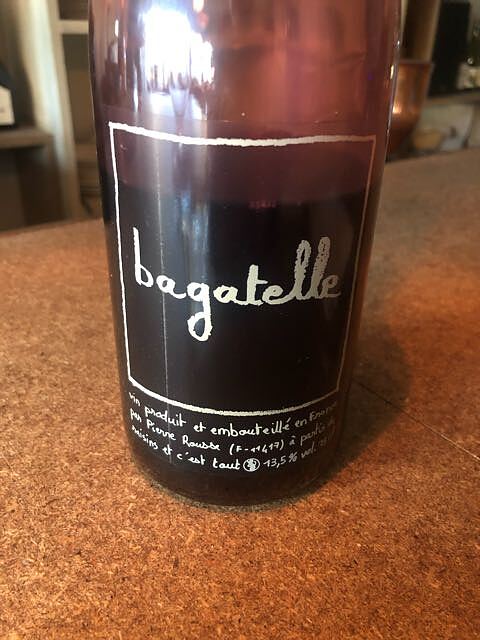 bagatelle
vin produit et embouteillé en France
par Pierre Rousse (F-11417) à partir de
raisins et c'est tout 13,5% vol.